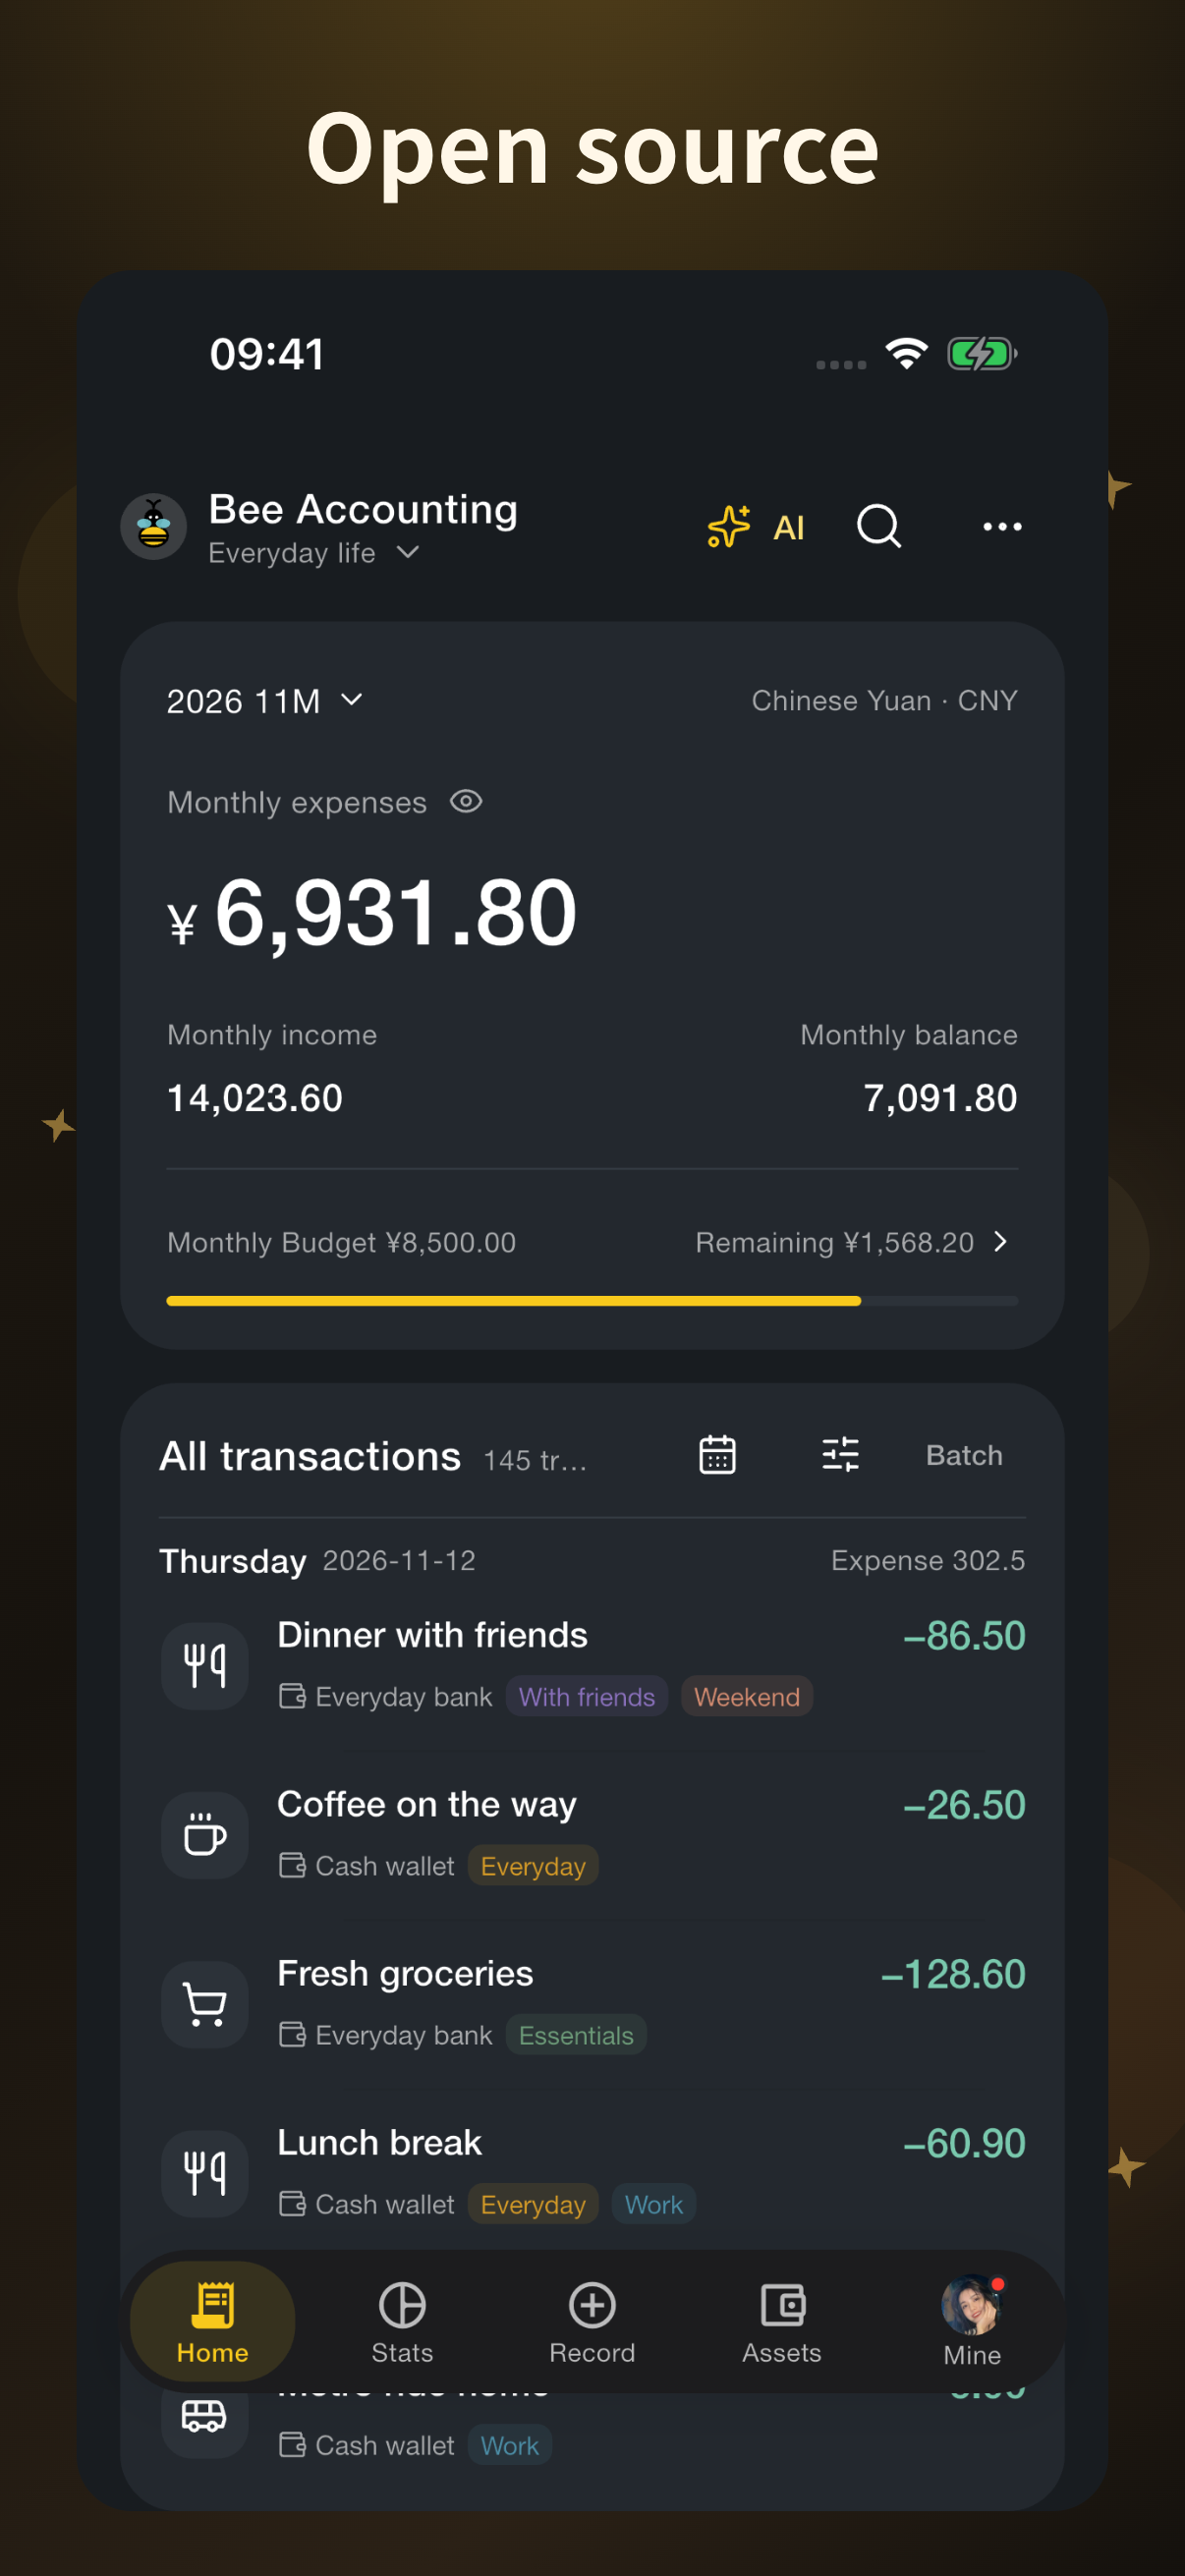 Open source
09:41
Bee Accounting
AI
Everyday life
2026 11M
Chinese Yuan · CNY
Monthly expenses
¥ 6,931.80
Monthly income
Monthly balance
14,023.60
7,091.80
Monthly Budget ¥8,500.00
Remaining ¥1,568.20
All transactions 145 tr...
Batch
Thursday 2026-11-12
Expense 302.5
Dinner with friends
–86.50
Everyday bank With friends Weekend
Coffee on the way
–26.50
Cash wallet Everyday
Fresh groceries
–128.60
Everyday bank Essentials
Lunch break
–60.90
Cash wallet Everyday Work
Home
Stats
Record
Assets
Mine
Cash wallet Work